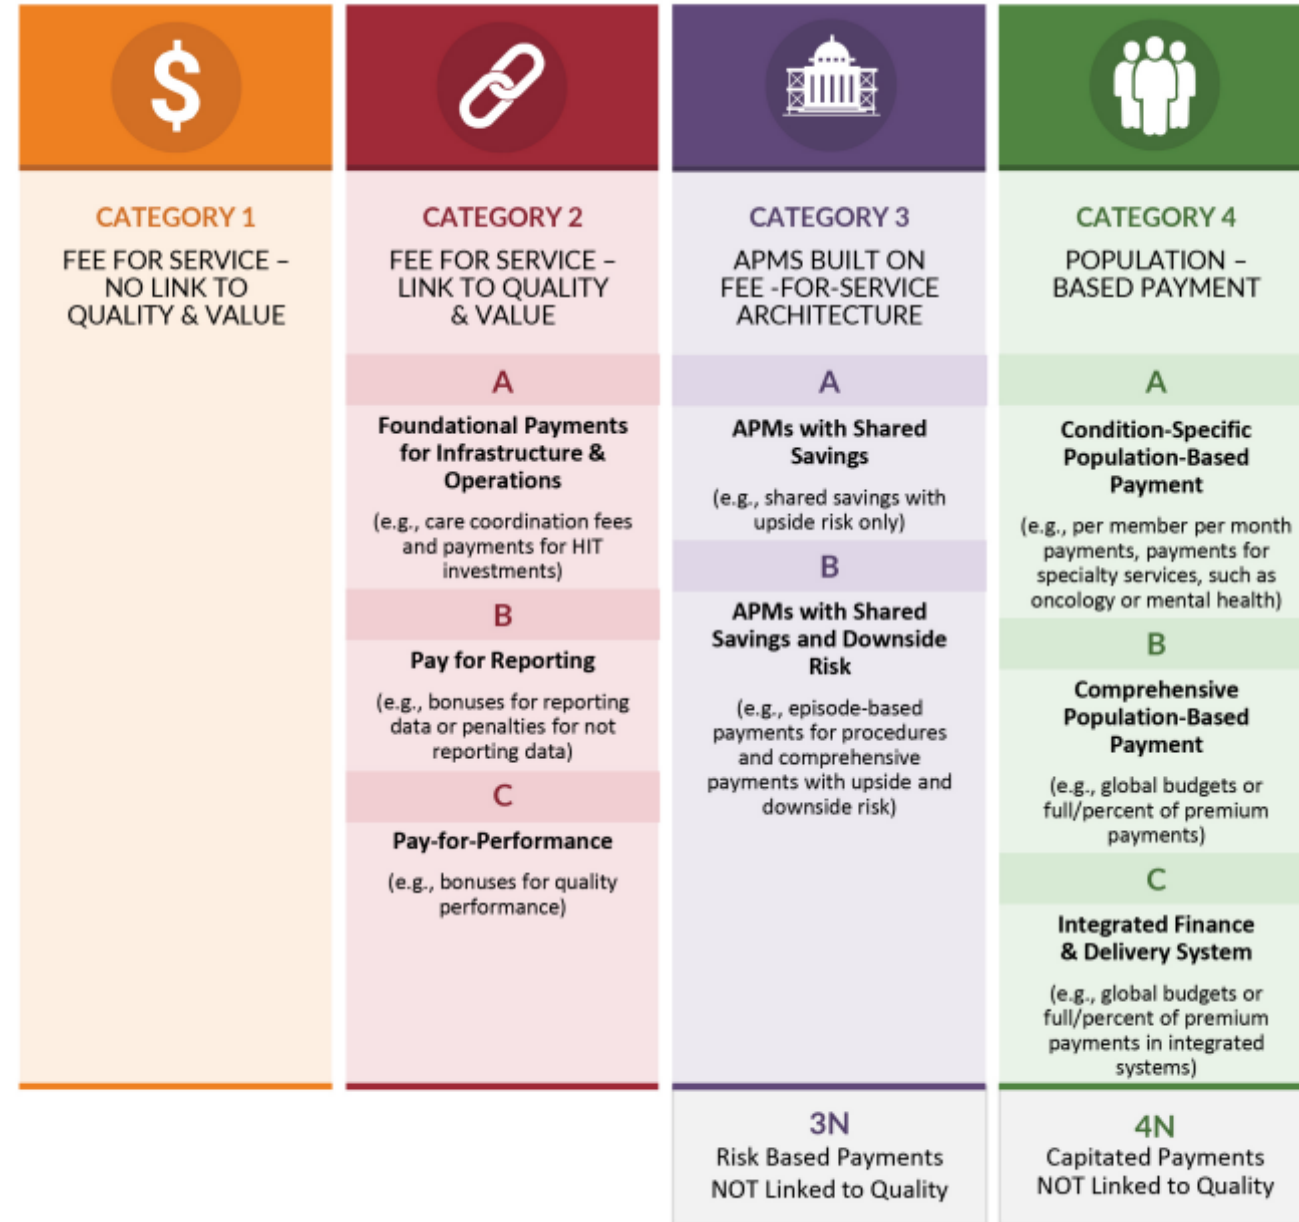 $
CATEGORY 1
FEE FOR SERVICE –
NO LINK TO
QUALITY & VALUE
CATEGORY 2
FEE FOR SERVICE –
LINK TO QUALITY
& VALUE
A
Foundational Payments
for Infrastructure &
Operations
(e.g., care coordination fees
and payments for HIT
investments)
B
Pay for Reporting
(e.g., bonuses for reporting
data or penalties for not
reporting data)
C
Pay-for-Performance
(e.g., bonuses for quality
performance)
CATEGORY 3
APMS BUILT ON
FEE -FOR-SERVICE
ARCHITECTURE
A
APMs with Shared
Savings
(e.g., shared savings with
upside risk only)
B
APMs with Shared
Savings and Downside
Risk
(e.g., episode-based
payments for procedures
and comprehensive
payments with upside and
downside risk)
3N
Risk Based Payments
NOT Linked to Quality
CATEGORY 4
POPULATION –
BASED PAYMENT
A
Condition-Specific
Population-Based
Payment
(e.g., per member per month
payments, payments for
specialty services, such as
oncology or mental health)
B
Comprehensive
Population-Based
Payment
(e.g., global budgets or
full/percent of premium
payments)
C
Integrated Finance
& Delivery System
(e.g., global budgets or
full/percent of premium
payments in integrated
systems)
4N
Capitated Payments
NOT Linked to Quality